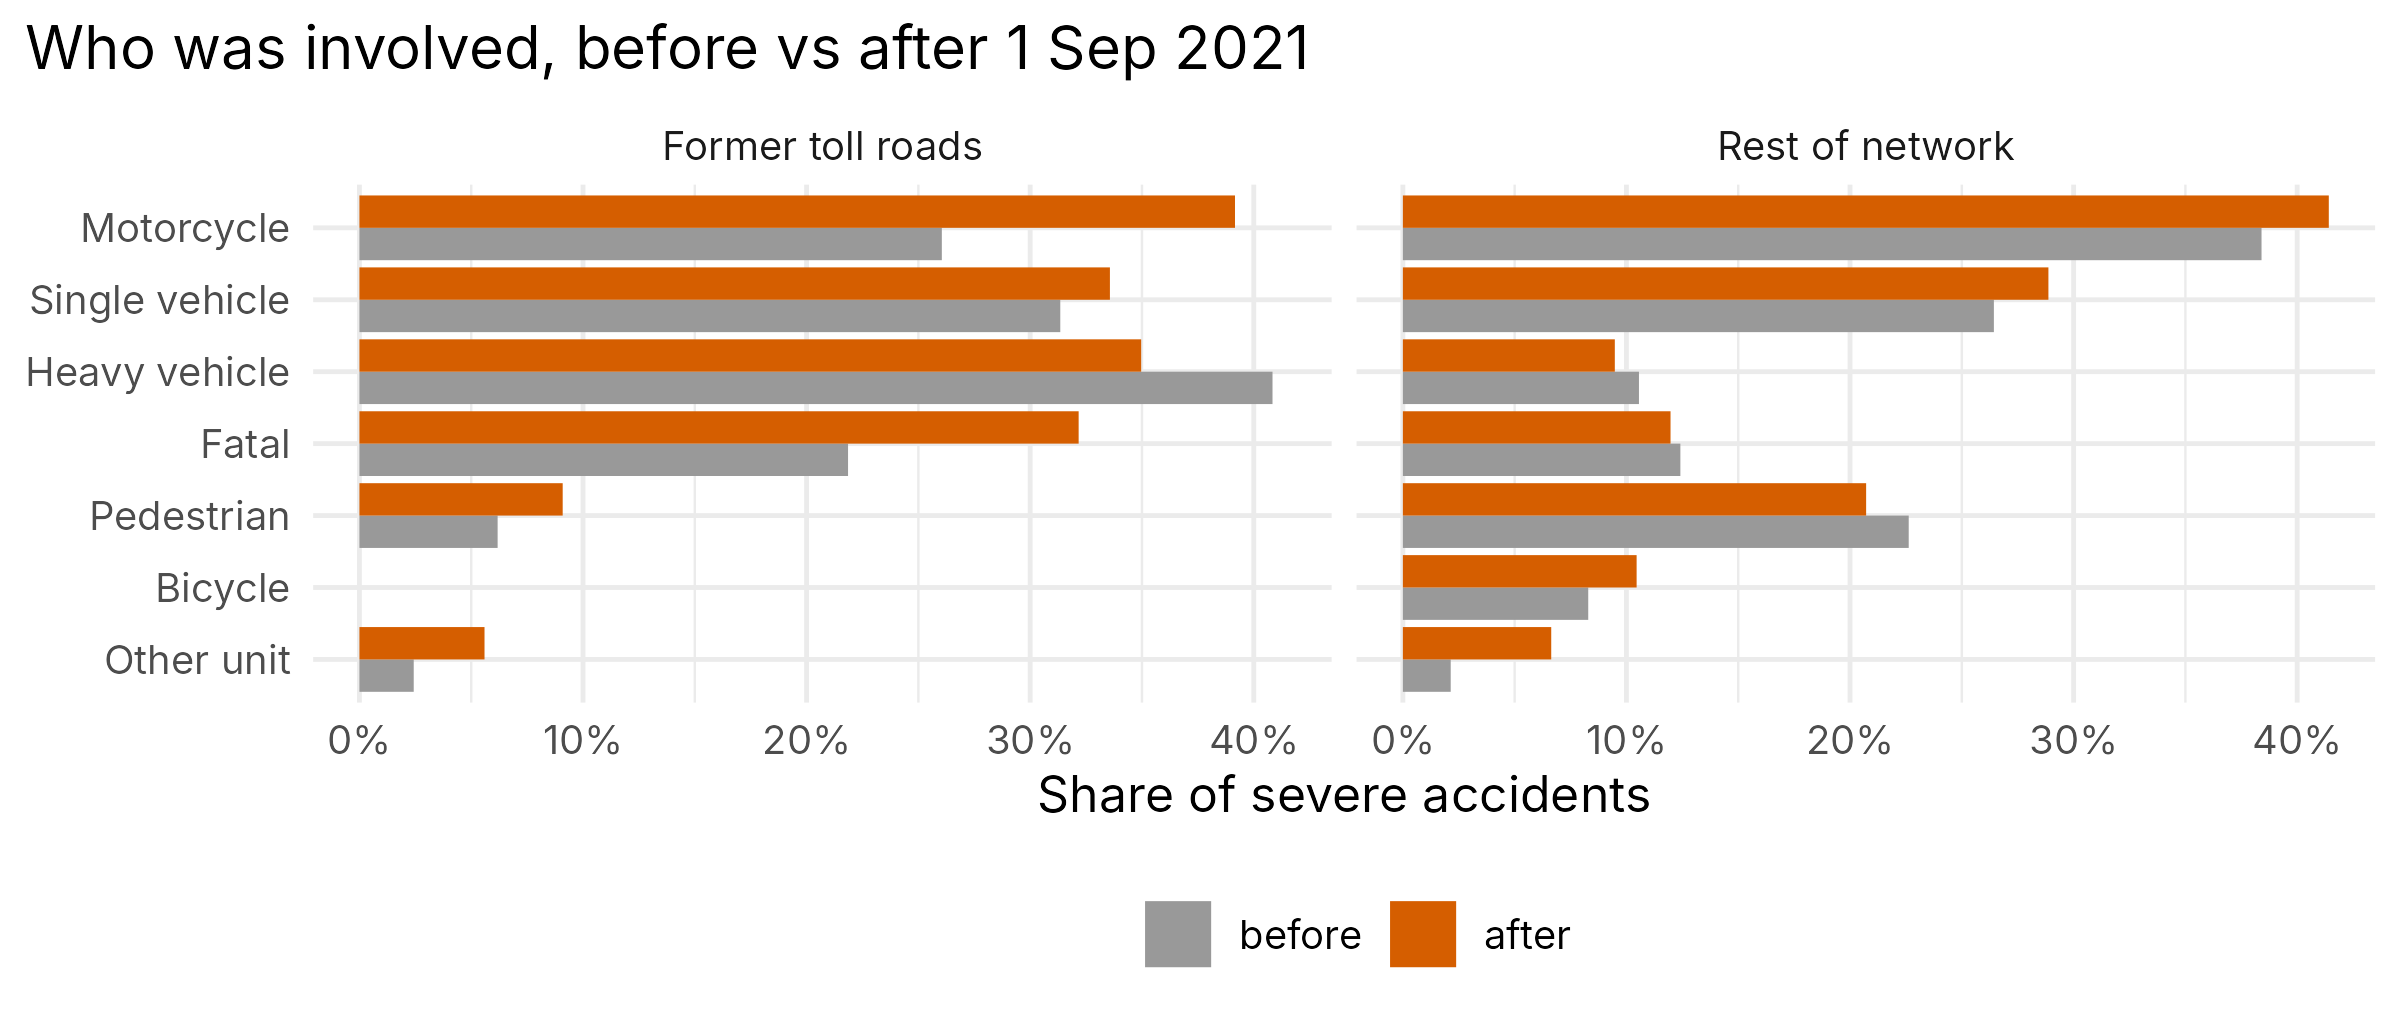 Who was involved, before vs after 1 Sep 2021
Former toll roads
Rest of network
Motorcycle
Single vehicle
Heavy vehicle
Fatal
Pedestrian
Bicycle
Other unit
0% 10% 20% 30% 40%
0% 10% 20% 30% 40%
Share of severe accidents
before
after